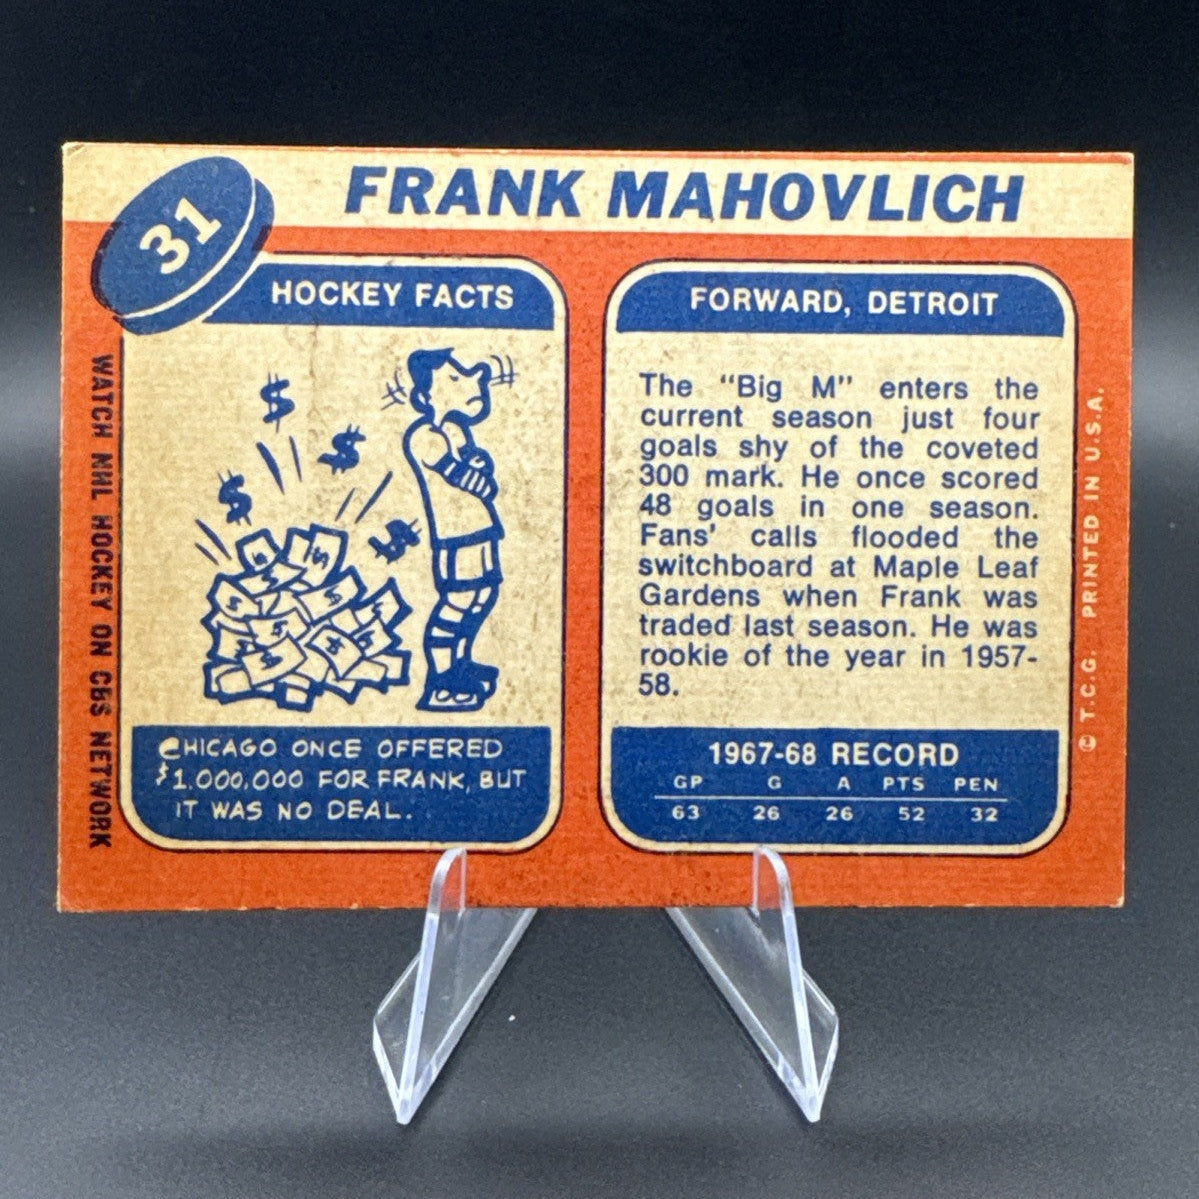 31
FRANK MAHOVLICH
HOCKEY FACTS
$
$
$
$
CHICAGO ONCE OFFERED
$1,000,000 FOR FRANK, BUT
IT WAS NO DEAL.
WATCH NHL HOCKEY ON CBS NETWORK
FORWARD, DETROIT
The "Big M" enters the
current season just four
goals shy of the coveted
300 mark. He once scored
48 goals in one season.
Fans' calls flooded the
switchboard at Maple Leaf
Gardens when Frank was
traded last season. He was
rookie of the year in 1957-
58.
1967-68 RECORD
GP G A PTS PEN
63 26 26 52 32
© T.C.G. PRINTED IN U.S.A.